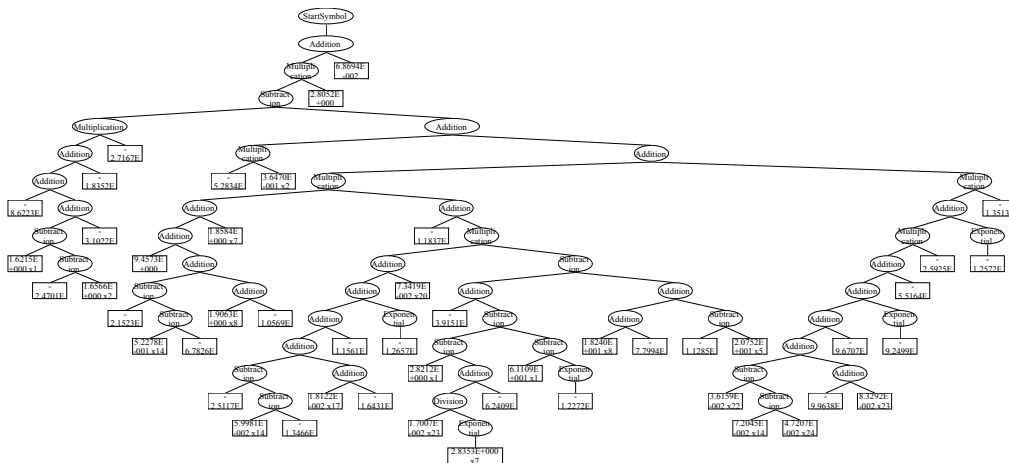 StartSymbol
Addition
Multipli
cation
6.8694E
-002
Subtract
ion
2.8052E
+000
Multiplication
Addition
Addition
-
2.7167E
Multipli
cation
Addition
Addition
-
1.8352E
-
5.2834E
3.6470E
-001 x2
Multipli
cation
Multipli
cation
-
8.6223E
Addition
Addition
Addition
Addition
-
1.3513
Subtract
ion
-
3.1022E
Addition
1.8584E
+000 x7
-
1.1837E
Multipli
cation
Multipli
cation
Exponen
tial
1.6215E
+000 x1
Subtract
ion
9.4573E
+000
Addition
Addition
Subtract
ion
Addition
-
2.5925E
-
1.2572E
-
2.4701E
1.6566E
+000 x2
Subtract
ion
Addition
Addition
7.3419E
-002 x20
Addition
Addition
Addition
-
5.5164E
-
2.1523E
Subtract
ion
1.9063E
+000 x8
-
1.0569E
Addition
Exponen
tial
-
3.9151E
Subtract
ion
Addition
Subtract
ion
Addition
Exponen
tial
5.2278E
-001 x14
-
6.7826E
Addition
-
1.1561E
-
1.2657E
Subtract
ion
Subtract
ion
1.8240E
+001 x8
-
7.7994E
-
1.1285E
2.0752E
+001 x5
Addition
-
9.6707E
-
9.2499E
Subtract
ion
Addition
2.8212E
+000 x1
Addition
6.1109E
+001 x1
Exponen
tial
Subtract
ion
Addition
-
2.5117E
Subtract
ion
1.8122E
-002 x17
-
1.6431E
Division
-
6.2409E
-
1.2272E
3.6159E
-002 x22
Subtract
ion
-
9.9638E
8.3292E
-002 x23
5.9981E
-002 x14
-
1.3466E
1.7007E
-002 x23
Exponen
tial
7.2045E
-002 x14
4.7207E
-002 x24
2.8353E+000
x7